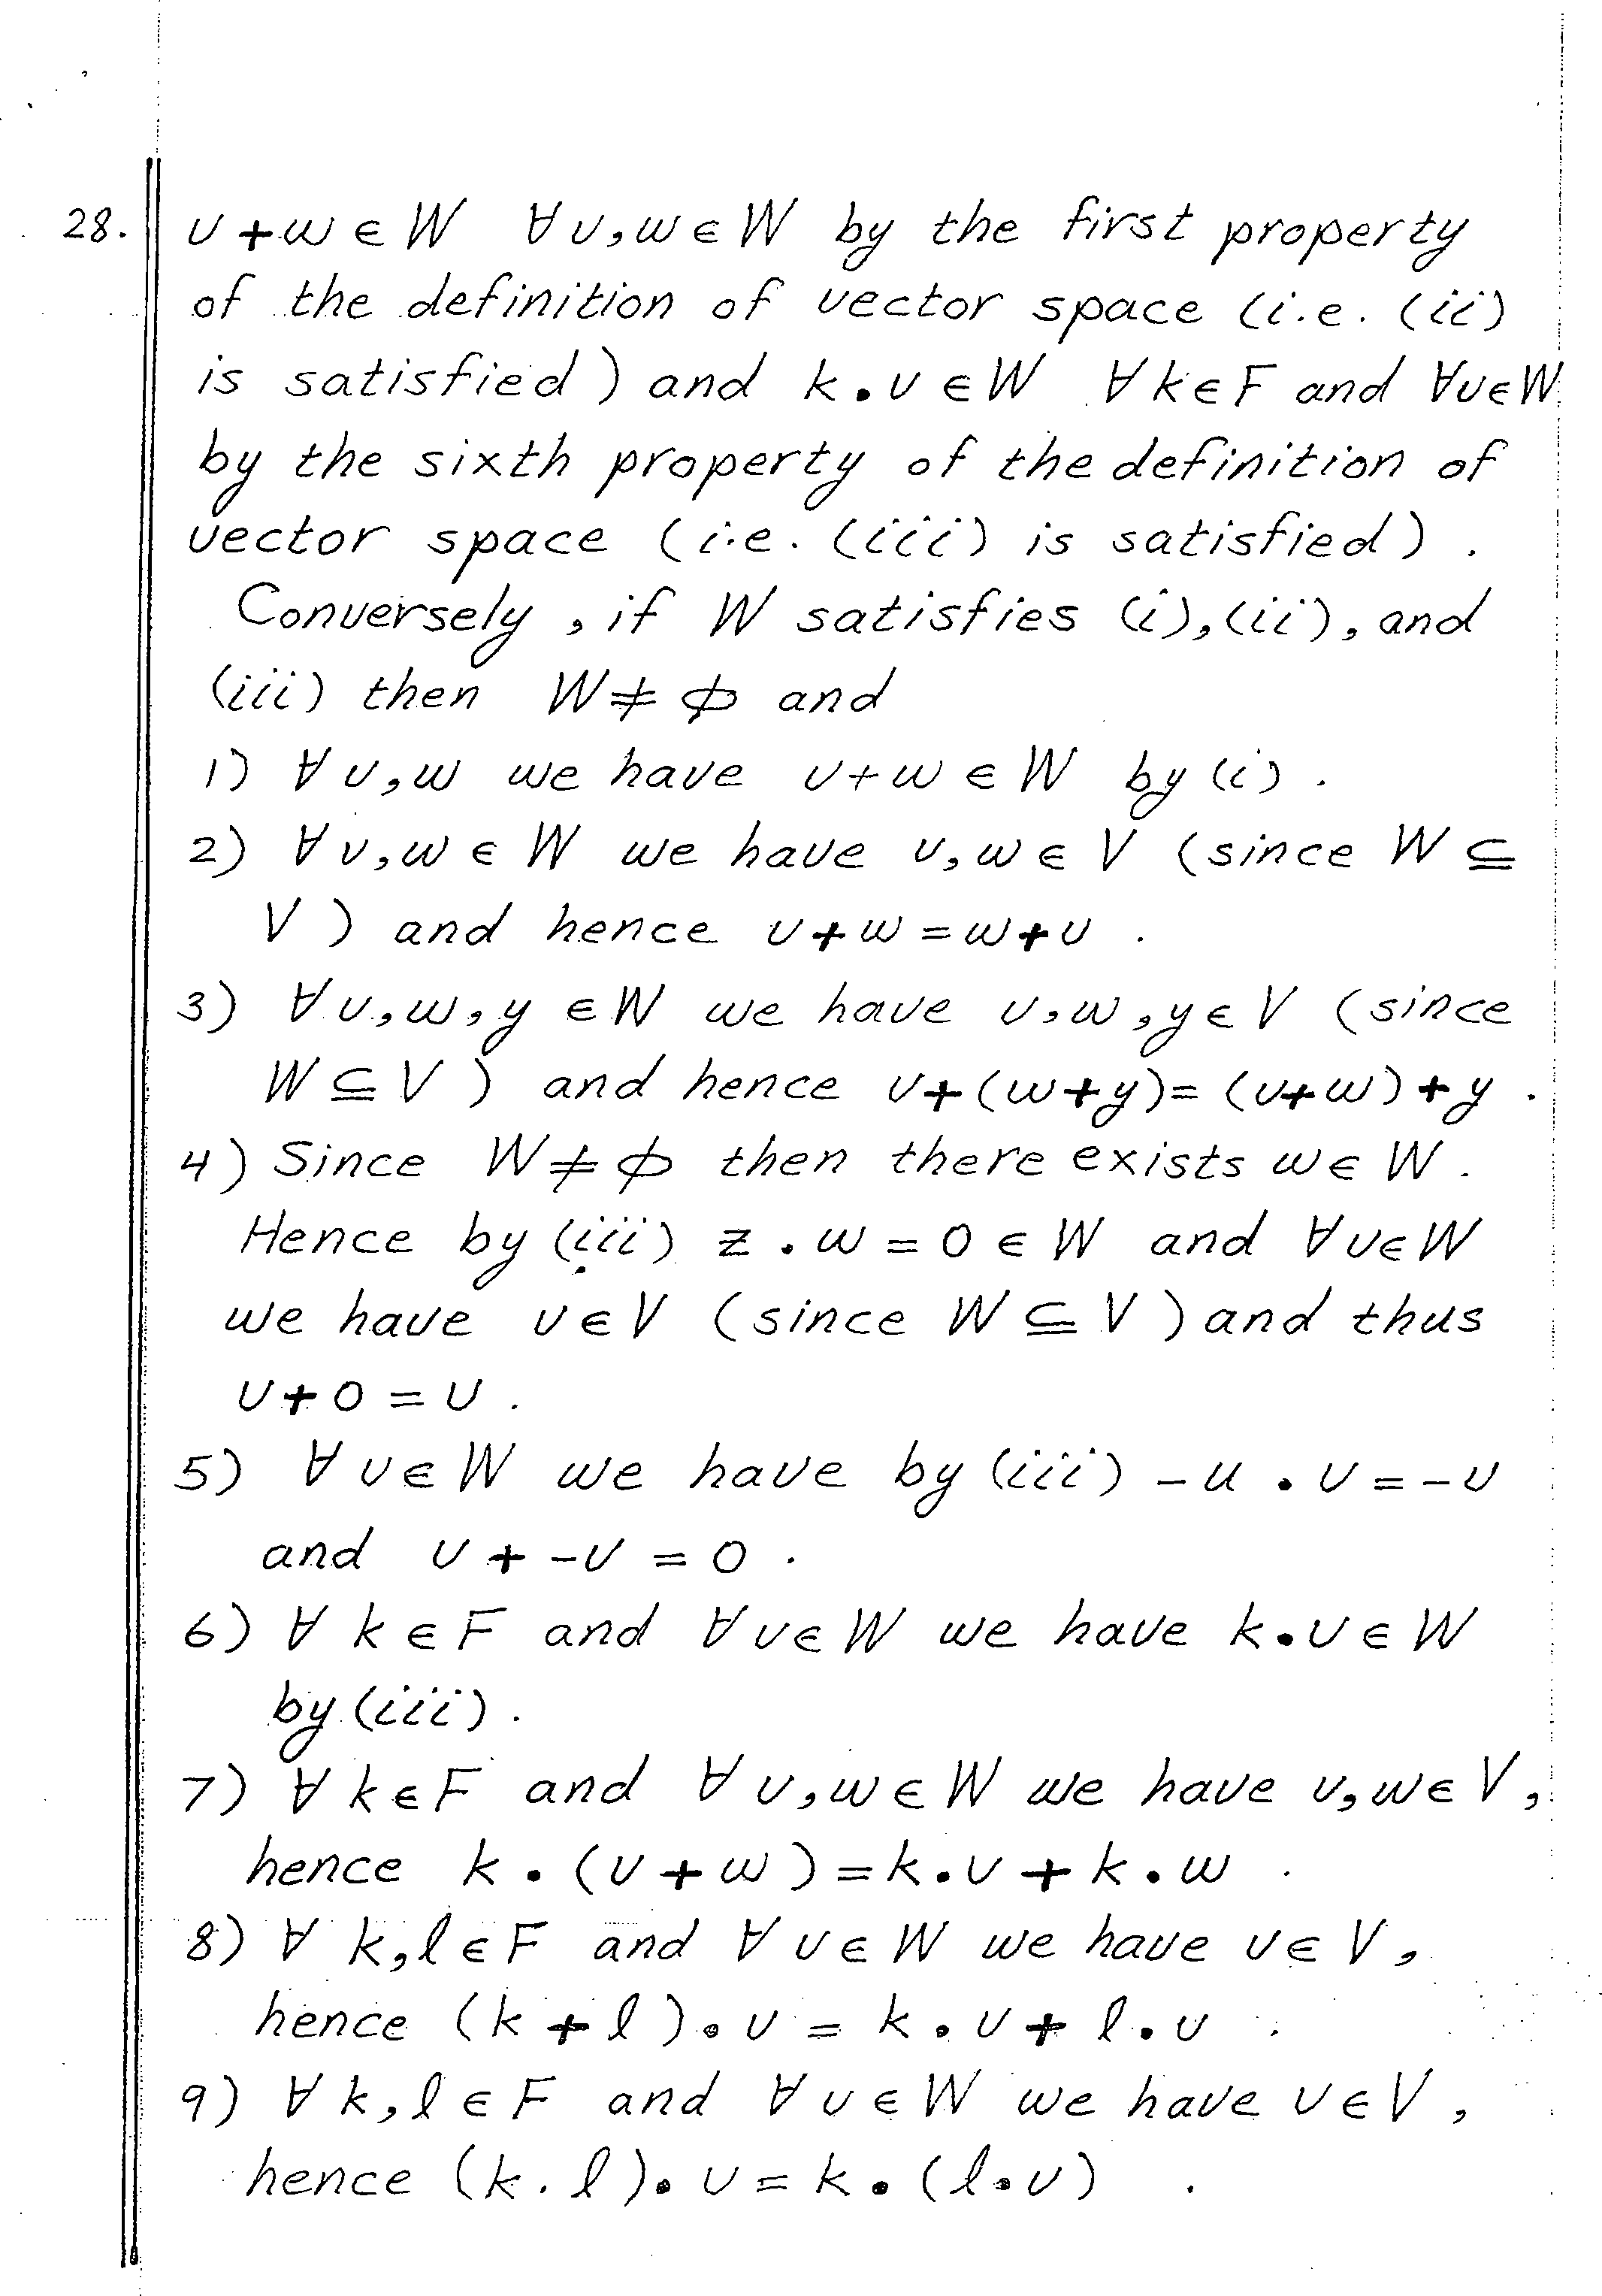 28. v + w ∈ W ∀ v, w ∈ W by the first property
of the definition of vector space (i.e. (ii)
is satisfied) and k • v ∈ W ∀ k ∈ F and ∀ v ∈ W
by the sixth property of the definition of
vector space (i.e. (iii) is satisfied).
Conversely, if W satisfies (i), (ii), and
(iii) then W ≠ ϕ and
1) ∀ v, w we have v + w ∈ W by (i).
2) ∀ v, w ∈ W we have v, w ∈ V (since W ⊆
V) and hence v + w = w + v.
3) ∀ v, w, y ∈ W we have v, w, y ∈ V (since
W ⊆ V) and hence v + (w + y) = (v + w) + y.
4) Since W ≠ ϕ then there exists w ∈ W.
Hence by (iii) z • w = 0 ∈ W and ∀ v ∈ W
we have v ∈ V (since W ⊆ V) and thus
v + 0 = v.
5) ∀ v ∈ W we have by (iii) -u • v = -v
and v + -v = 0.
6) ∀ k ∈ F and ∀ v ∈ W we have k • v ∈ W
by (iii).
7) ∀ k ∈ F and ∀ v, w ∈ W we have v, w ∈ V,
hence k • (v + w) = k • v + k • w.
8) ∀ k, l ∈ F and ∀ v ∈ W we have v ∈ V,
hence (k + l) • v = k • v + l • v.
9) ∀ k, l ∈ F and ∀ v ∈ W we have v ∈ V,
hence (k . l) • v = k • (l • v).